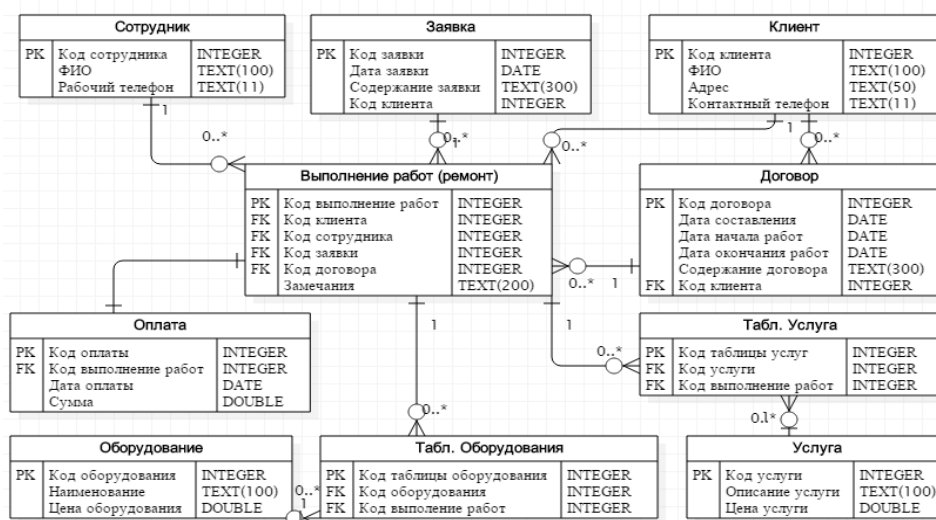 Сотрудник
PK Код сотрудника INTEGER
ФИО TEXT(100)
Рабочий телефон TEXT(11)
Заявка
PK Код заявки INTEGER
Дата заявки DATE
Содержание заявки TEXT(300)
Код клиента INTEGER
Клиент
PK Код клиента INTEGER
ФИО TEXT(100)
Адрес TEXT(50)
Контактный телефон TEXT(11)
1
0..*
0..*
1
0..*
1
0..*
Выполнение работ (ремонт)
PK Код выполнение работ INTEGER
FK Код клиента INTEGER
FK Код сотрудника INTEGER
FK Код заявки INTEGER
FK Код договора INTEGER
Замечания TEXT(200)
Договор
PK Код договора INTEGER
Дата составления DATE
Дата начала работ DATE
Дата окончания работ DATE
Содержание договора TEXT(300)
FK Код клиента INTEGER
0..* 1
1
1
Оплата
PK Код оплаты INTEGER
FK Код выполнение работ INTEGER
Дата оплаты DATE
Сумма DOUBLE
Табл. Услуга
PK Код таблицы услуг INTEGER
FK Код услуги INTEGER
FK Код выполнение работ INTEGER
0..*
0..*
0..*
1
Оборудование
PK Код оборудования INTEGER
Наименование TEXT(100)
Цена оборудования DOUBLE
0..*
1
Табл. Оборудования
PK Код таблицы оборудования INTEGER
FK Код оборудования INTEGER
FK Код выполение работ INTEGER
Услуга
PK Код услуги INTEGER
Описание услуги TEXT(100)
Цена услуги DOUBLE